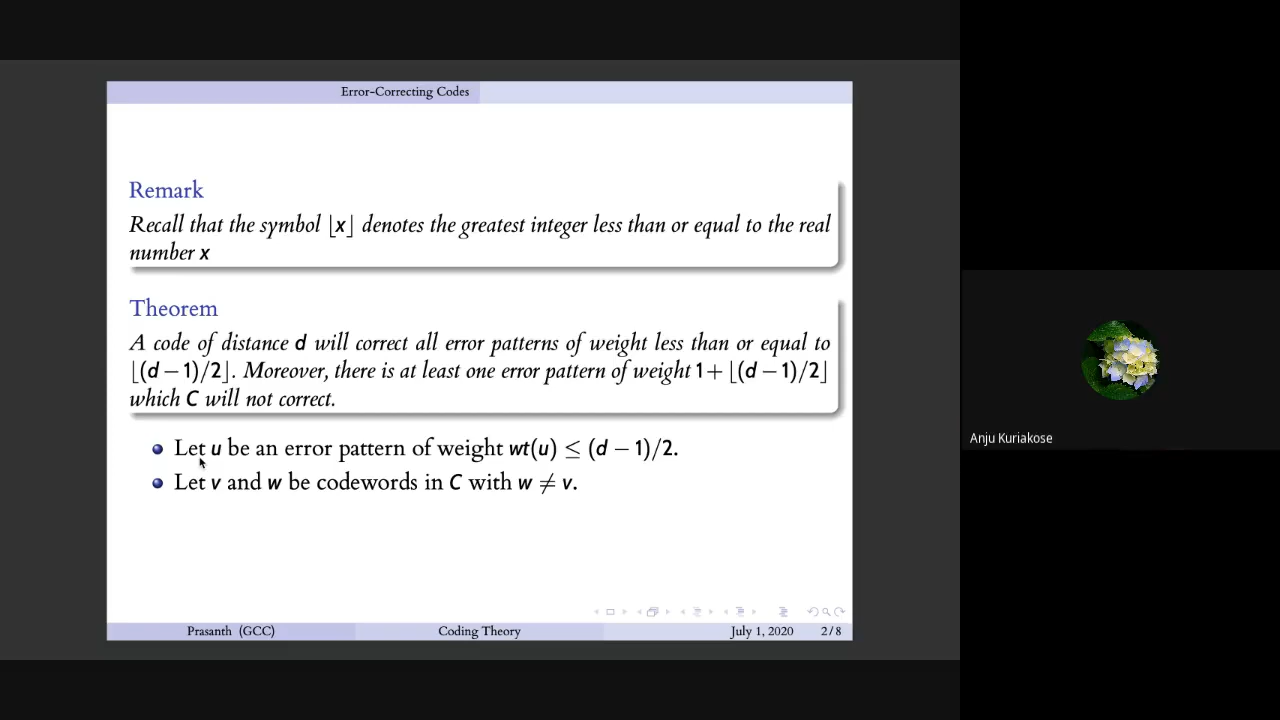 Error-Correcting Codes
Remark
Recall that the symbol ⌊x⌋ denotes the greatest integer less than or equal to the real
number x
Theorem
A code of distance d will correct all error patterns of weight less than or equal to
⌊(d − 1)/2⌋. Moreover, there is at least one error pattern of weight 1 + ⌊(d − 1)/2⌋
which C will not correct.
Let u be an error pattern of weight wt(u) ≤ (d − 1)/2.
Let v and w be codewords in C with w ≠ v.
Prasanth (GCC) Coding Theory July 1, 2020 2/8
Anju Kuriakose